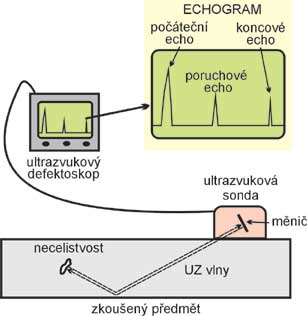 ECHOGRAM
počáteční
echo
koncové
echo
poruchové
echo
ultrazvukový
defektoskop
ultrazvuková
sonda
měnič
necelistvost
UZ vlny
zkoušený předmět